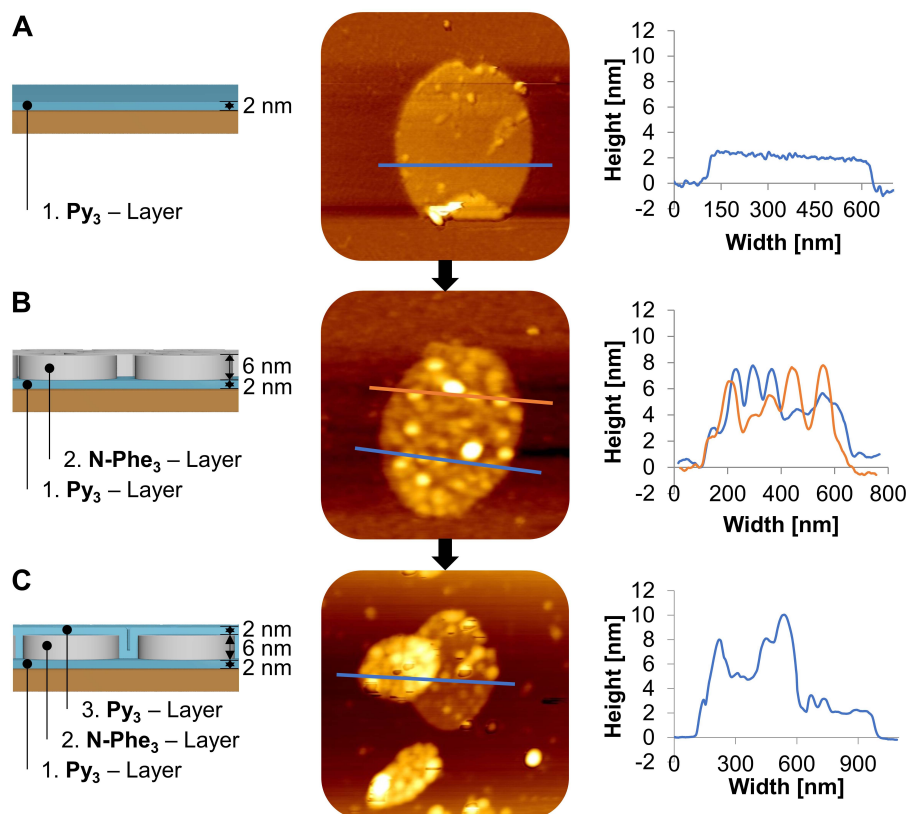 A
2 nm
1. Py₃ – Layer
Height [nm]
12
10
8
6
4
2
0
-2
0 150 300 450 600
Width [nm]
B
6 nm
2 nm
2. N-Phe₃ – Layer
1. Py₃ – Layer
Height [nm]
12
10
8
6
4
2
0
-2
0 200 400 600 800
Width [nm]
C
2 nm
6 nm
2 nm
3. Py₃ – Layer
2. N-Phe₃ – Layer
1. Py₃ – Layer
Height [nm]
12
10
8
6
4
2
0
-2
0 300 600 900
Width [nm]